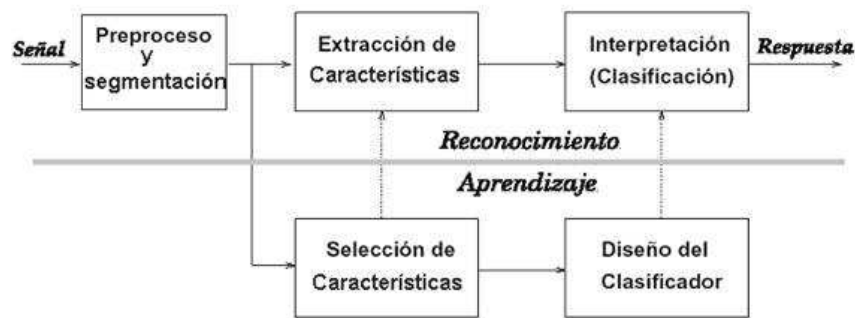 Señal
Preproceso
y
segmentación
Extracción de
Características
Interpretación
(Clasificación)
Respuesta
Reconocimiento
Aprendizaje
Selección de
Características
Diseño del
Clasificador